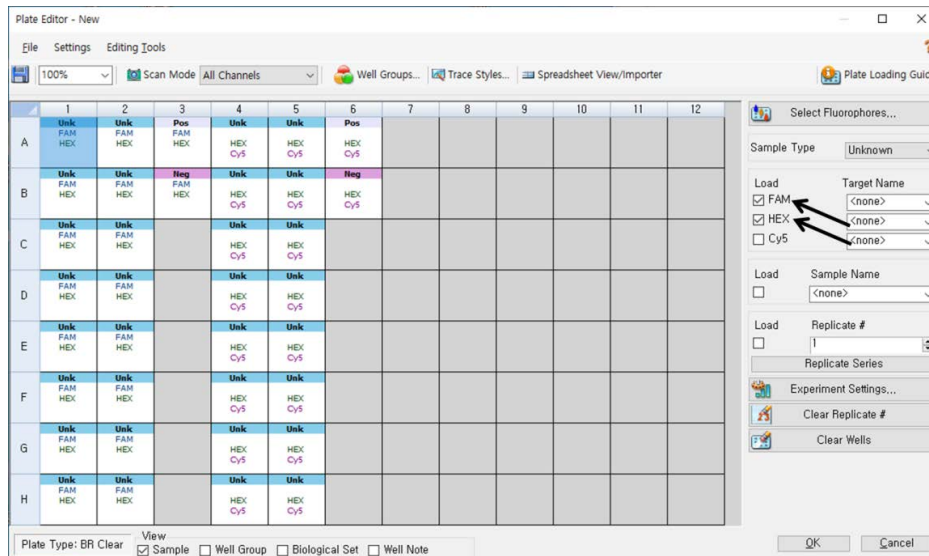 Plate Editor - New
File Settings Editing Tools
100% Scan Mode All Channels Well Groups... Trace Styles... Spreadsheet View/Importer Plate Loading Guid
1 2 3 4 5 6 7 8 9 10 11 12
Unk Unk Pos Unk Unk Pos
FAM FAM FAM
A HEX HEX HEX HEX HEX HEX
Cy5 Cy5 Cy5
Unk Unk Neg Unk Unk Neg
FAM FAM FAM
B HEX HEX HEX HEX HEX HEX
Cy5 Cy5 Cy5
Unk Unk Unk Unk
FAM FAM
C HEX HEX HEX HEX
Cy5 Cy5
Unk Unk Unk Unk
FAM FAM
D HEX HEX HEX HEX
Cy5 Cy5
Unk Unk Unk Unk
FAM FAM
E HEX HEX HEX HEX
Cy5 Cy5
Unk Unk Unk Unk
FAM FAM
F HEX HEX HEX HEX
Cy5 Cy5
Unk Unk Unk Unk
FAM FAM
G HEX HEX HEX HEX
Cy5 Cy5
Unk Unk Unk Unk
FAM FAM
H HEX HEX HEX HEX
Cy5 Cy5
Select Fluorophores...
Sample Type Unknown
Load Target Name
FAM <none>
HEX <none>
Cy5 <none>
Load Sample Name
<none>
Load Replicate #
1
Replicate Series
Experiment Settings...
Clear Replicate #
Clear Wells
Plate Type: BR Clear View
Sample Well Group Biological Set Well Note
OK Cancel